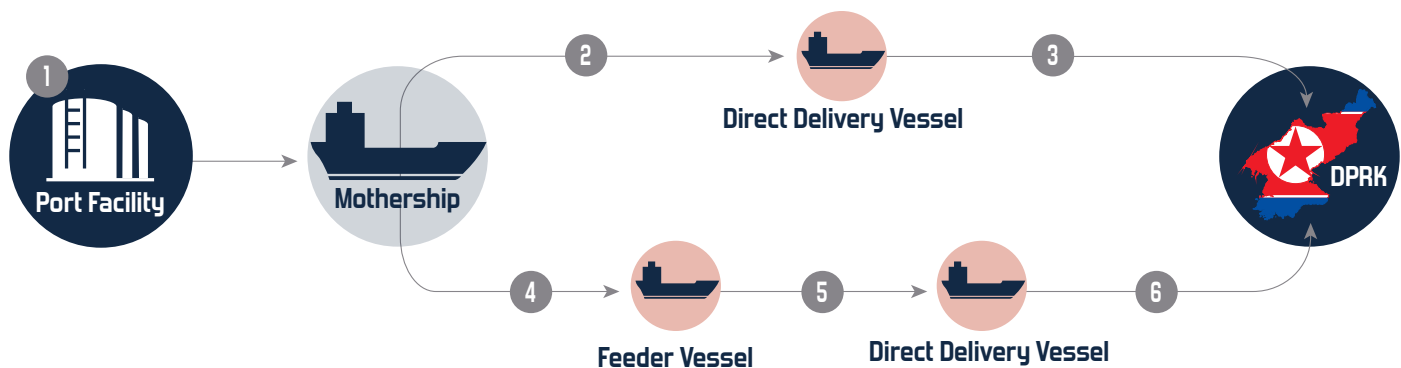 1
Port Facility
Mothership
2
Direct Delivery Vessel
3
4
Feeder Vessel
5
Direct Delivery Vessel
6
DPRK